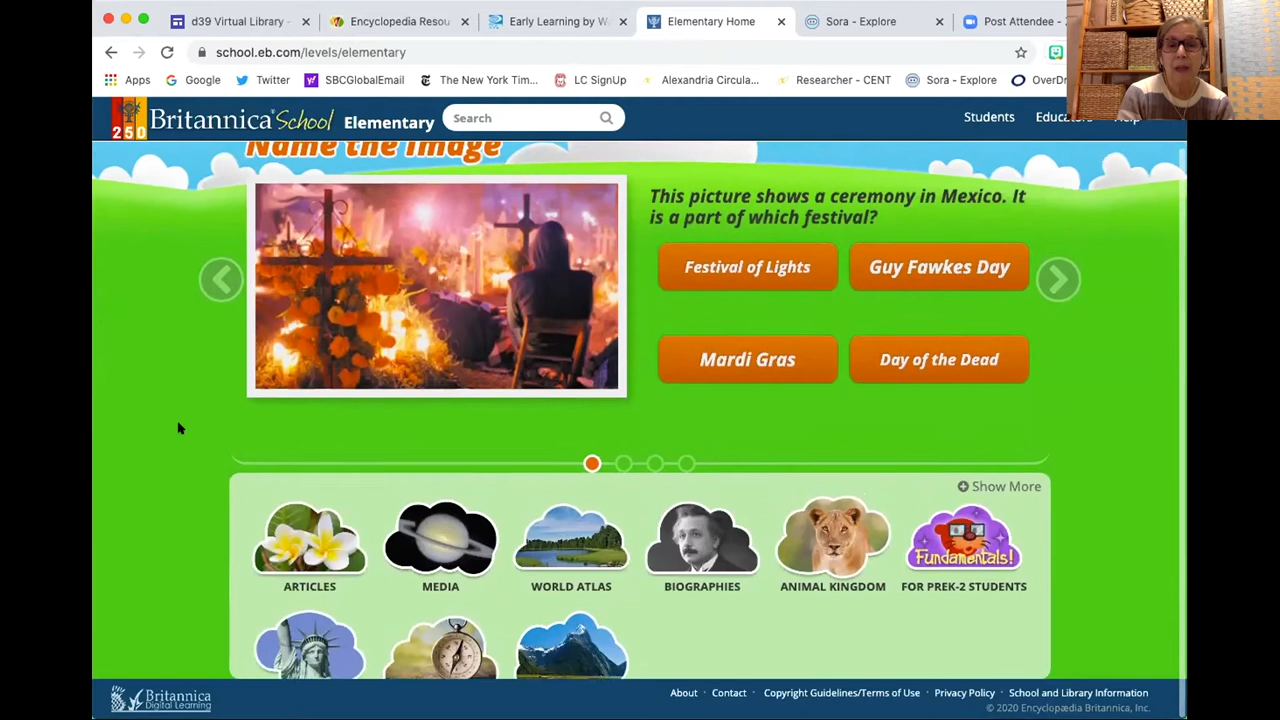 d39 Virtual Library -
Encyclopedia Resou
Early Learning by W
Elementary Home
Sora - Explore
Post Attendee -
school.eb.com/levels/elementary
Apps
Google
Twitter
SBCGlobalEmail
The New York Tim...
LC SignUp
Alexandria Circula...
Researcher - CENT
Sora - Explore
OverDr
250
Britannica School Elementary
Search
Students
Educators
Help
Name the Image
This picture shows a ceremony in Mexico. It
is a part of which festival?
Festival of Lights
Guy Fawkes Day
Mardi Gras
Day of the Dead
Show More
Fundamentals!
ARTICLES
MEDIA
WORLD ATLAS
BIOGRAPHIES
ANIMAL KINGDOM
FOR PREK-2 STUDENTS
Britannica
Digital Learning
About · Contact · Copyright Guidelines/Terms of Use · Privacy Policy · School and Library Information
© 2020 Encyclopædia Britannica, Inc.